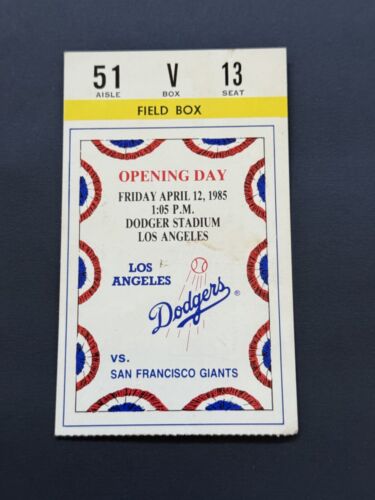 51 V 13
AISLE BOX SEAT
FIELD BOX
OPENING DAY
FRIDAY APRIL 12, 1985
1:05 P.M.
DODGER STADIUM
LOS ANGELES
LOS
ANGELES
Dodgers®
vs.
SAN FRANCISCO GIANTS